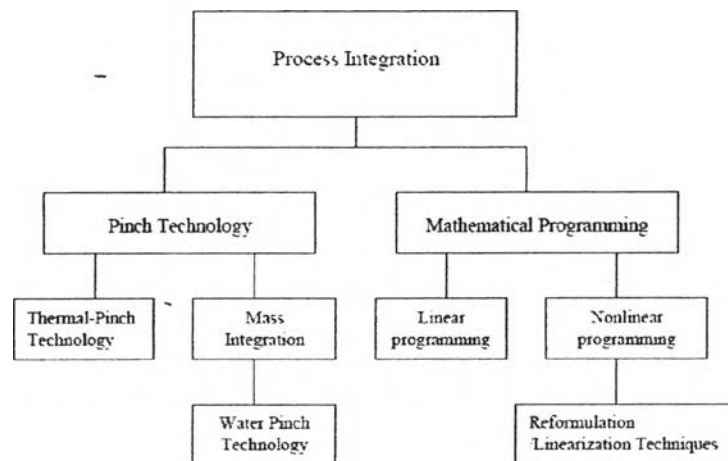 Process Integration
Pinch Technology
Mathematical Programming
Thermal-Pinch
Technology
Mass
Integration
Linear
programming
Nonlinear
programming
Water Pinch
Technology
Reformulation
/Linearization Techniques